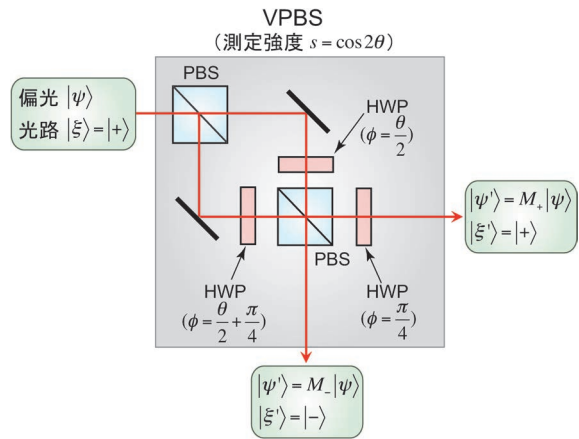 VPBS
(測定強度 s = cos2θ)
PBS
偏光 |ψ⟩
光路 |ξ⟩=|+⟩
HWP
(ϕ=θ/2)
|ψ'⟩=M₊|ψ⟩
|ξ'⟩=|+⟩
PBS
HWP
(ϕ=θ/2+π/4)
HWP
(ϕ=π/4)
|ψ'⟩=M₋|ψ⟩
|ξ'⟩=|−⟩